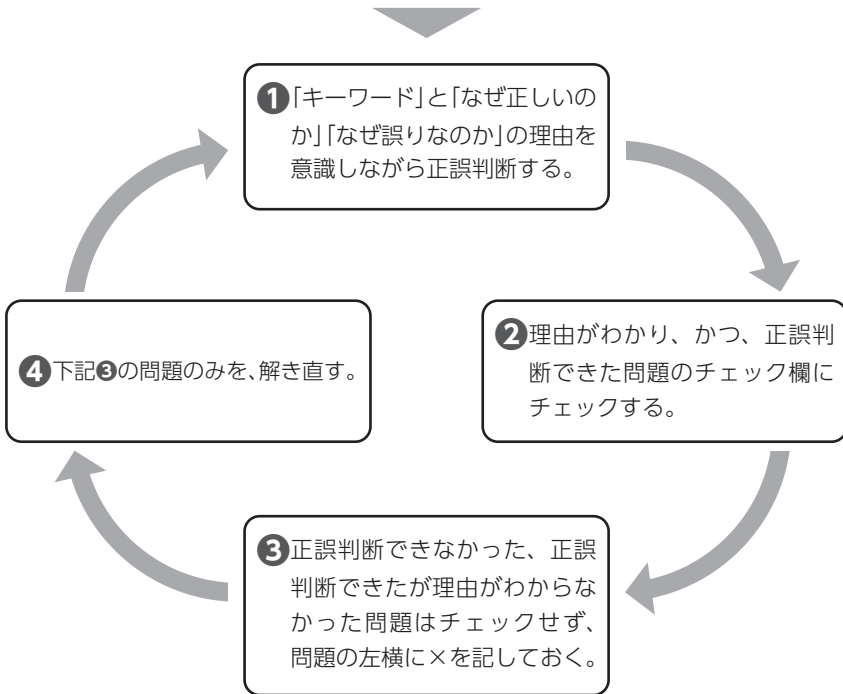 ❶「キーワード」と「なぜ正しいの
か」「なぜ誤りなのか」の理由を
意識しながら正誤判断する。
❷理由がわかり、かつ、正誤判
断できた問題のチェック欄に
チェックする。
❸正誤判断できなかった、正誤
判断できたが理由がわからな
かった問題はチェックせず、
問題の左横に×を記しておく。
❹下記❸の問題のみを、解き直す。